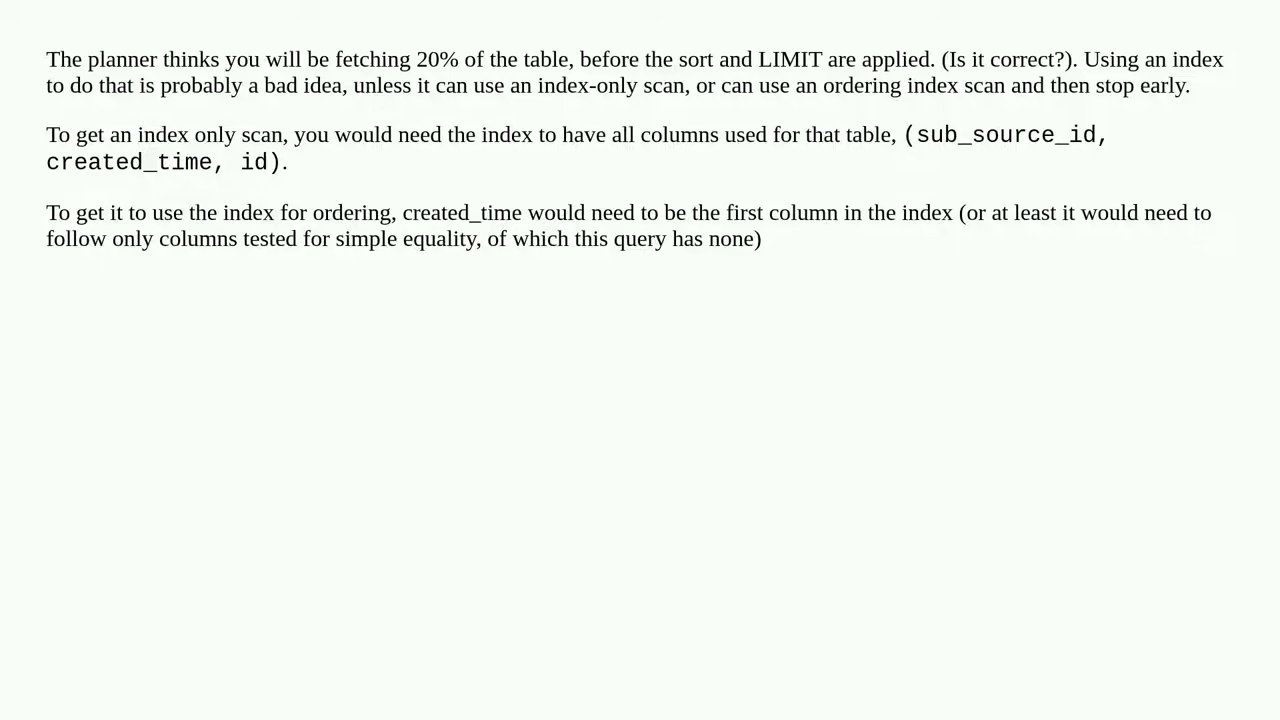 The planner thinks you will be fetching 20% of the table, before the sort and LIMIT are applied. (Is it correct?). Using an index
to do that is probably a bad idea, unless it can use an index-only scan, or can use an ordering index scan and then stop early.
To get an index only scan, you would need the index to have all columns used for that table, (sub_source_id,
created_time, id).
To get it to use the index for ordering, created_time would need to be the first column in the index (or at least it would need to
follow only columns tested for simple equality, of which this query has none)